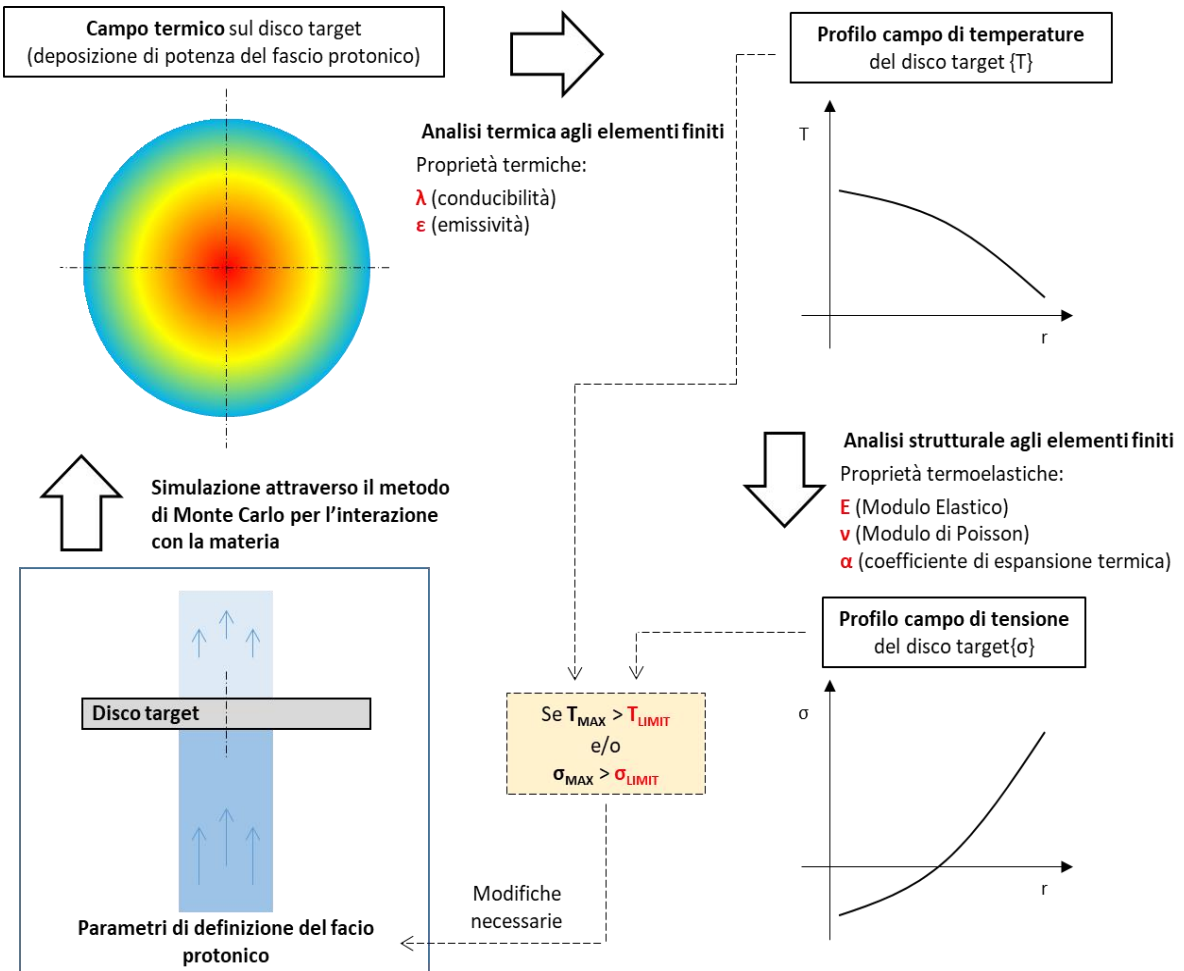 Campo termico sul disco target
(deposizione di potenza del fascio protonico)
Profilo campo di temperature
del disco target {T}
Analisi termica agli elementi finiti
Proprietà termiche:
λ (conducibilità)
ε (emissività)
T
r
Analisi strutturale agli elementi finiti
Proprietà termoelastiche:
E (Modulo Elastico)
ν (Modulo di Poisson)
α (coefficiente di espansione termica)
Simulazione attraverso il metodo
di Monte Carlo per l'interazione
con la materia
Profilo campo di tensione
del disco target{σ}
Disco target
Se TMAX > TLIMIT
e/o
σMAX > σLIMIT
σ
r
Modifiche
necessarie
Parametri di definizione del facio
protonico